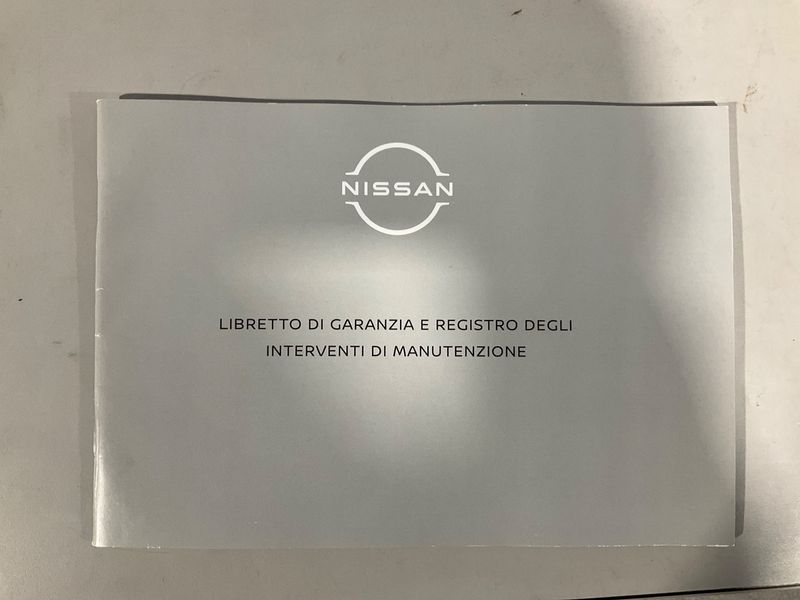 NISSAN
LIBRETTO DI GARANZIA E REGISTRO DEGLI
INTERVENTI DI MANUTENZIONE